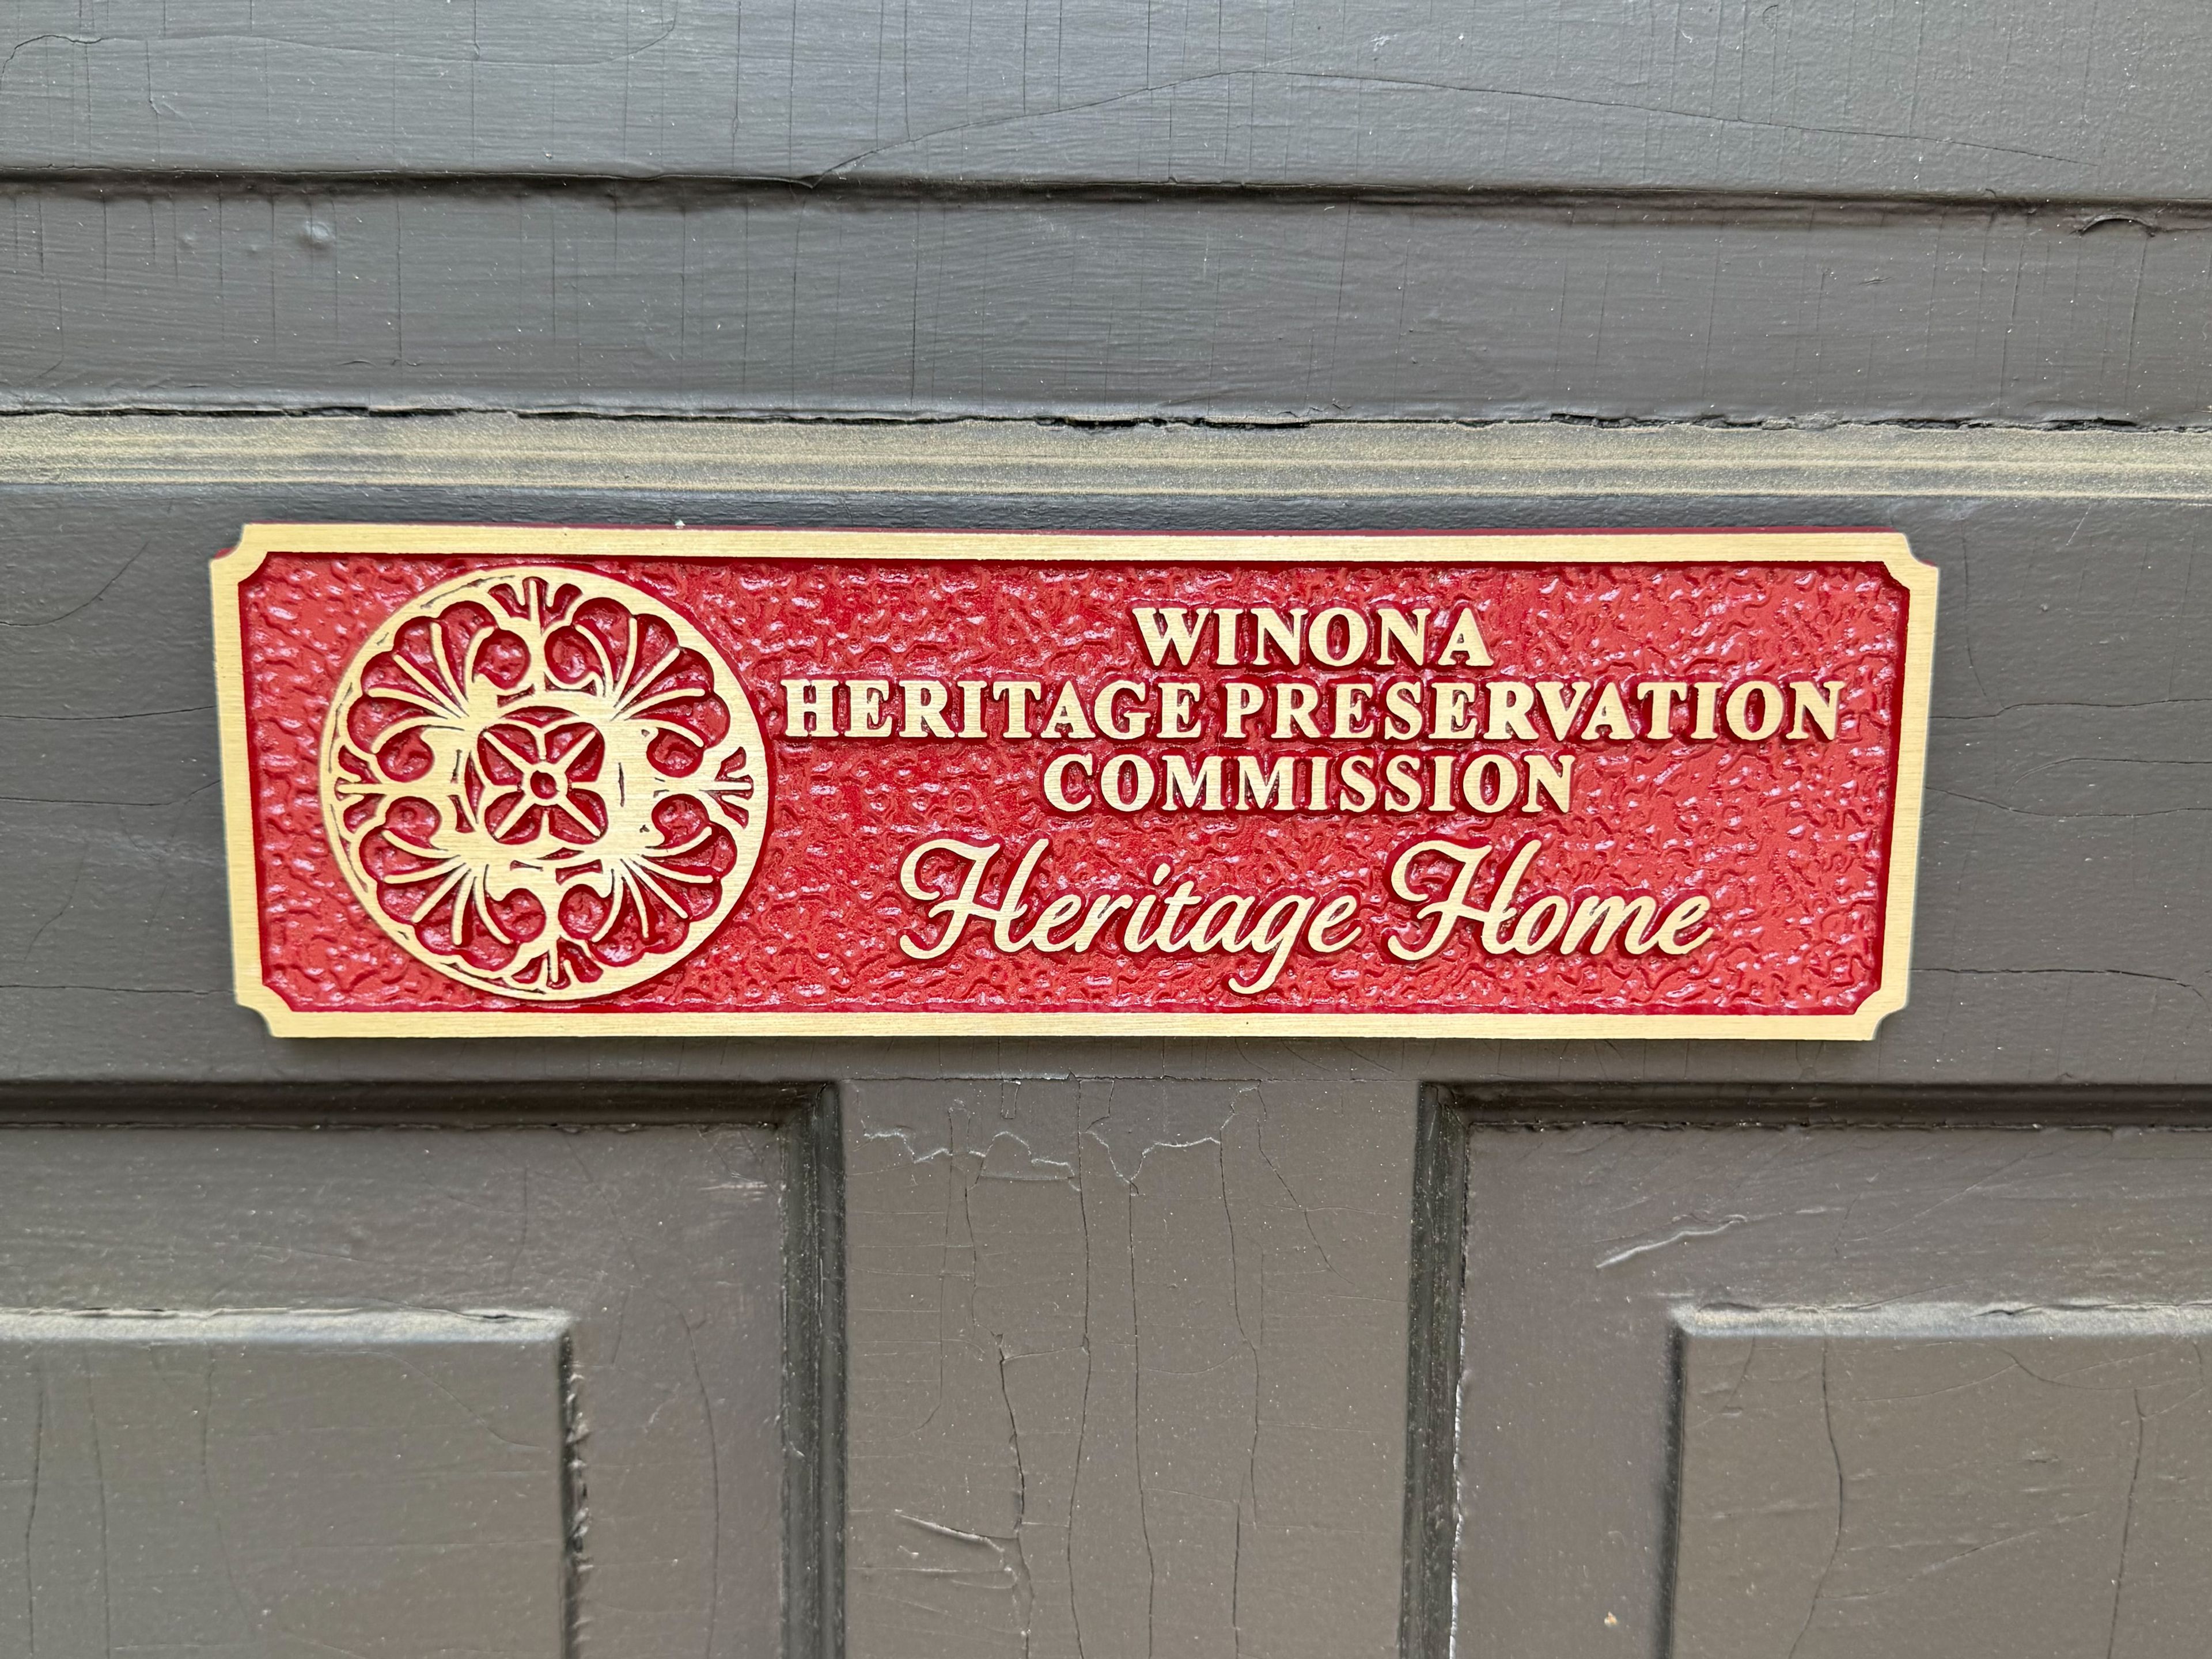 WINONA
HERITAGE PRESERVATION
COMMISSION
Heritage Home